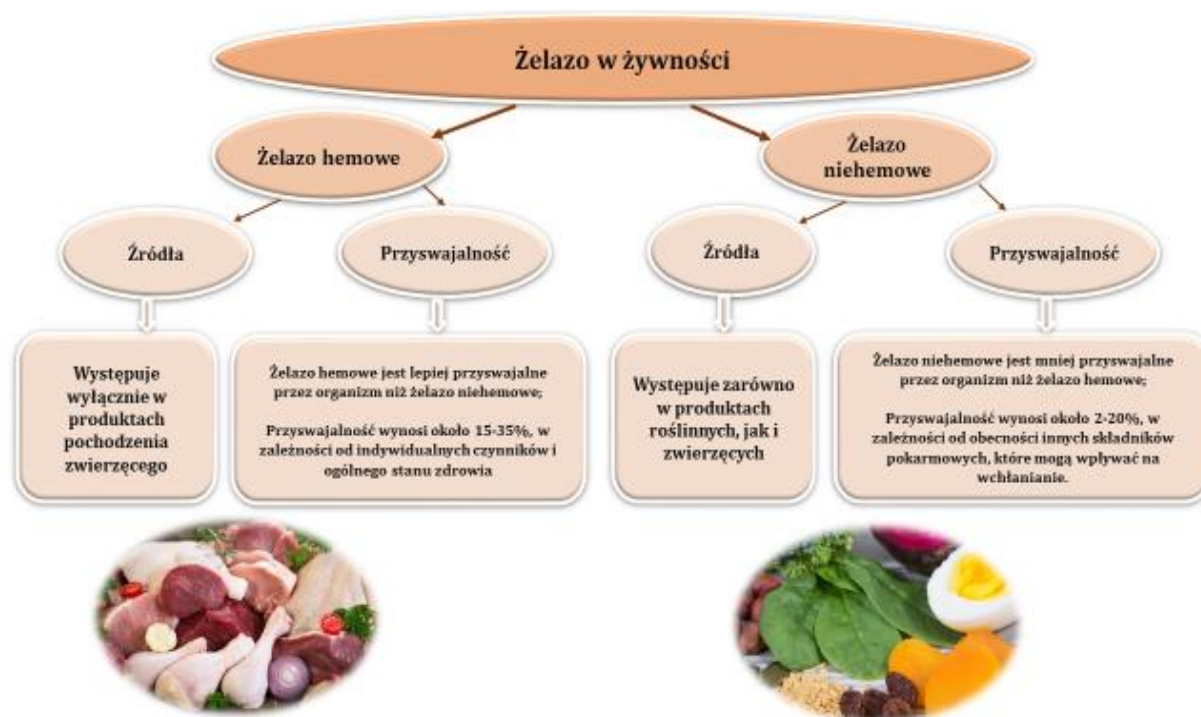 Żelazo w żywności
Żelazo hemowe
Żelazo
niehemowe
Źródła
Przyswajalność
Źródła
Przyswajalność
Występuje
wyłącznie w
produktach
pochodzenia
zwierzęcego
Żelazo hemowe jest lepiej przyswajalne
przez organizm niż żelazo niehemowe;
Przyswajalność wynosi około 15-35%, w
zależności od indywidualnych czynników i
ogólnego stanu zdrowia
Występuje zarówno
w produktach
roślinnych, jak i
zwierzęcych
Żelazo niehemowe jest mniej przyswajalne
przez organizm niż żelazo hemowe;
Przyswajalność wynosi około 2-20%, w
zależności od obecności innych składników
pokarmowych, które mogą wpływać na
wchłanianie.